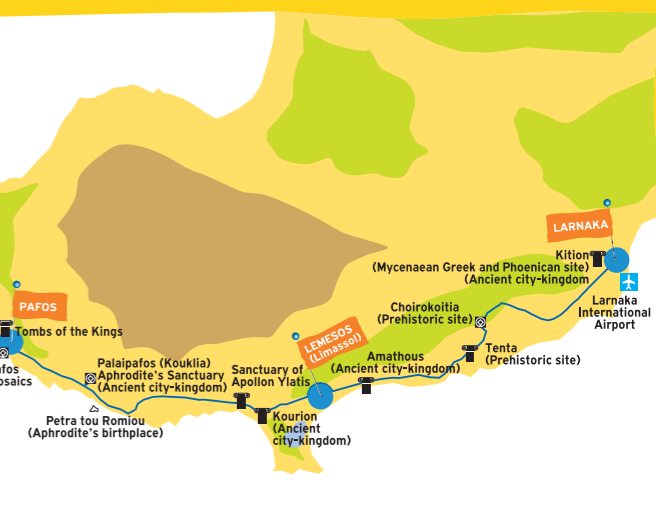 LARNAKA
Kition
(Mycenaean Greek and Phoenican site)
(Ancient city-kingdom
Larnaka
International
Airport
Choirokoitia
(Prehistoric site)
Tenta
(Prehistoric site)
LEMESOS
(Limassol)
Amathous
(Ancient city-kingdom)
PAFOS
Tombs of the Kings
afos
osaics
Palaipafos (Kouklia)
Aphrodite's Sanctuary
(Ancient city-kingdom)
Sanctuary of
Apollon Ylatis
Kourion
(Ancient
city-kingdom)
Petra tou Romiou
(Aphrodite's birthplace)